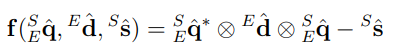 f(^S_E q̂, ^E d̂, ^S ŝ) = ^S_E q̂* ⊗ ^E d̂ ⊗ ^S_E q̂ − ^S ŝ